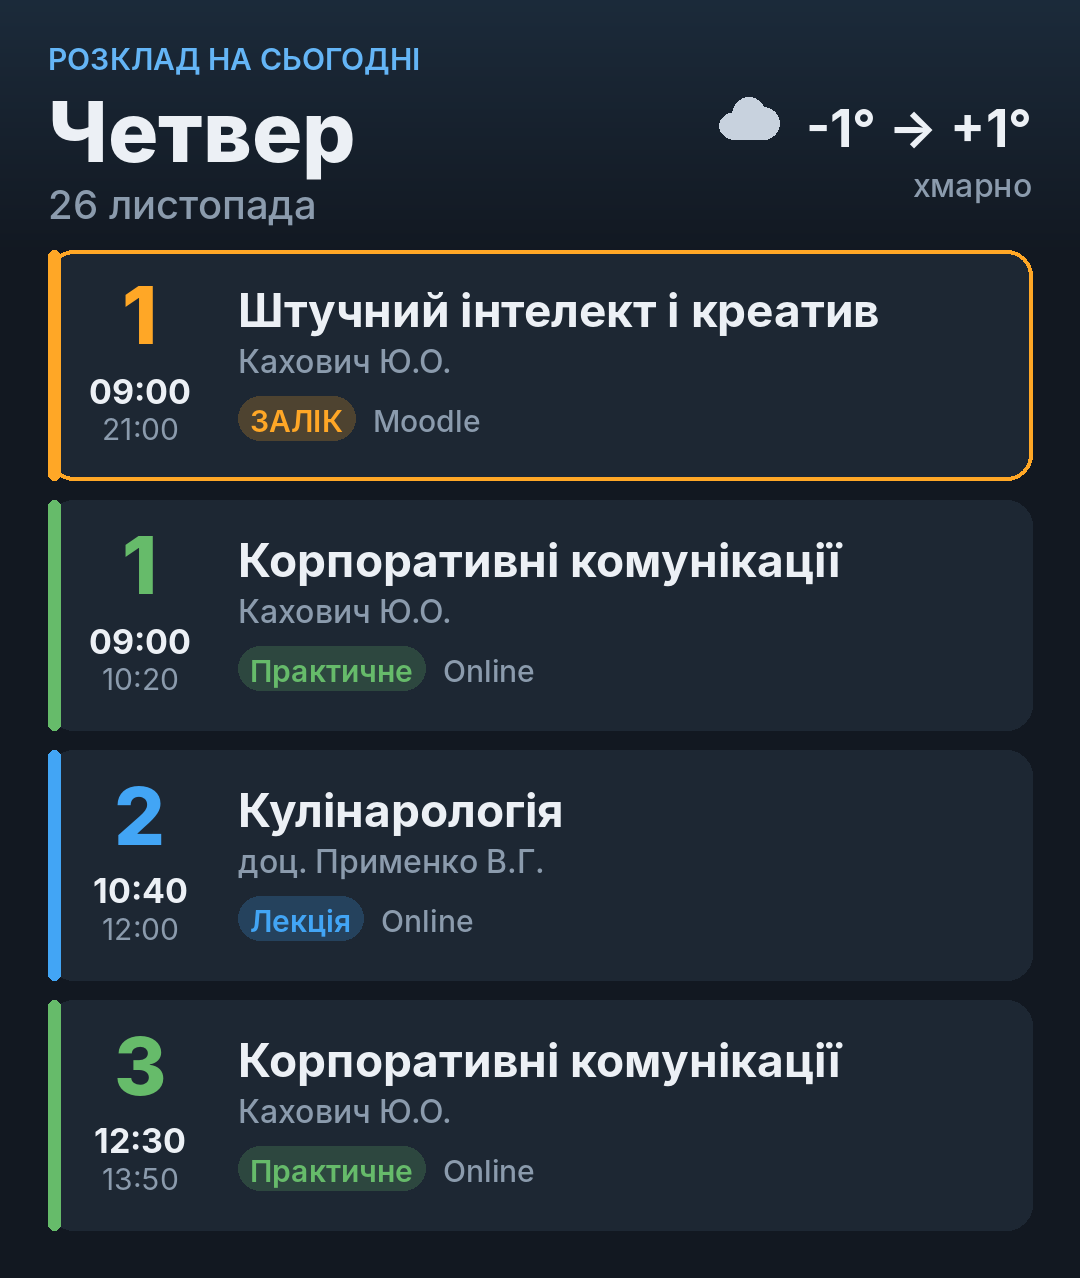 РОЗКЛАД НА СЬОГОДНІ
Четвер
26 листопада
-1° → +1°
хмарно
1
09:00
21:00
Штучний інтелект і креатив
Кахович Ю.О.
ЗАЛІК Moodle
1
09:00
10:20
Корпоративні комунікації
Кахович Ю.О.
Практичне Online
2
10:40
12:00
Кулінарологія
доц. Применко В.Г.
Лекція Online
3
12:30
13:50
Корпоративні комунікації
Кахович Ю.О.
Практичне Online